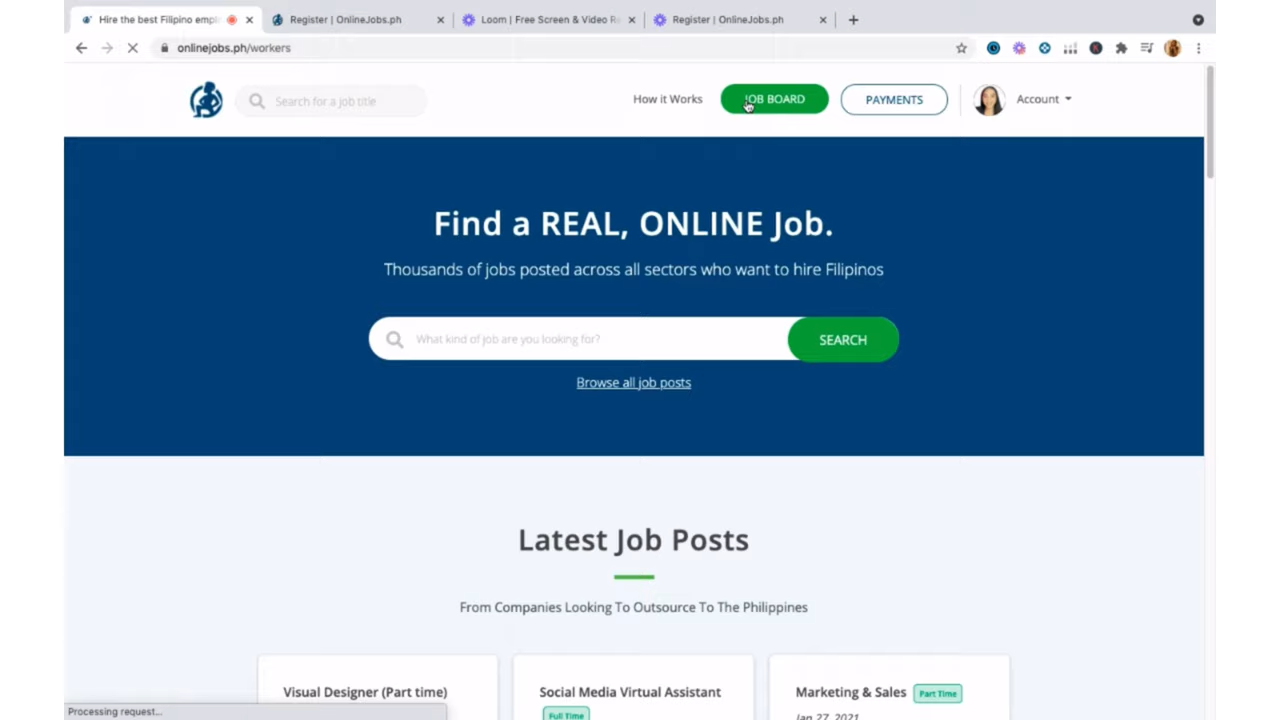 Hire the best Filipino empl
Register | OnlineJobs.ph
Loom | Free Screen & Video Re
Register | OnlineJobs.ph
onlinejobs.ph/workers
Search for a job title
How it Works
JOB BOARD
PAYMENTS
Account
Find a REAL, ONLINE Job.
Thousands of jobs posted across all sectors who want to hire Filipinos
What kind of job are you looking for?
SEARCH
Browse all job posts
Latest Job Posts
From Companies Looking To Outsource To The Philippines
Visual Designer (Part time)
Social Media Virtual Assistant
Full Time
Marketing & Sales
Part Time
Jan 27, 2021
Processing request...